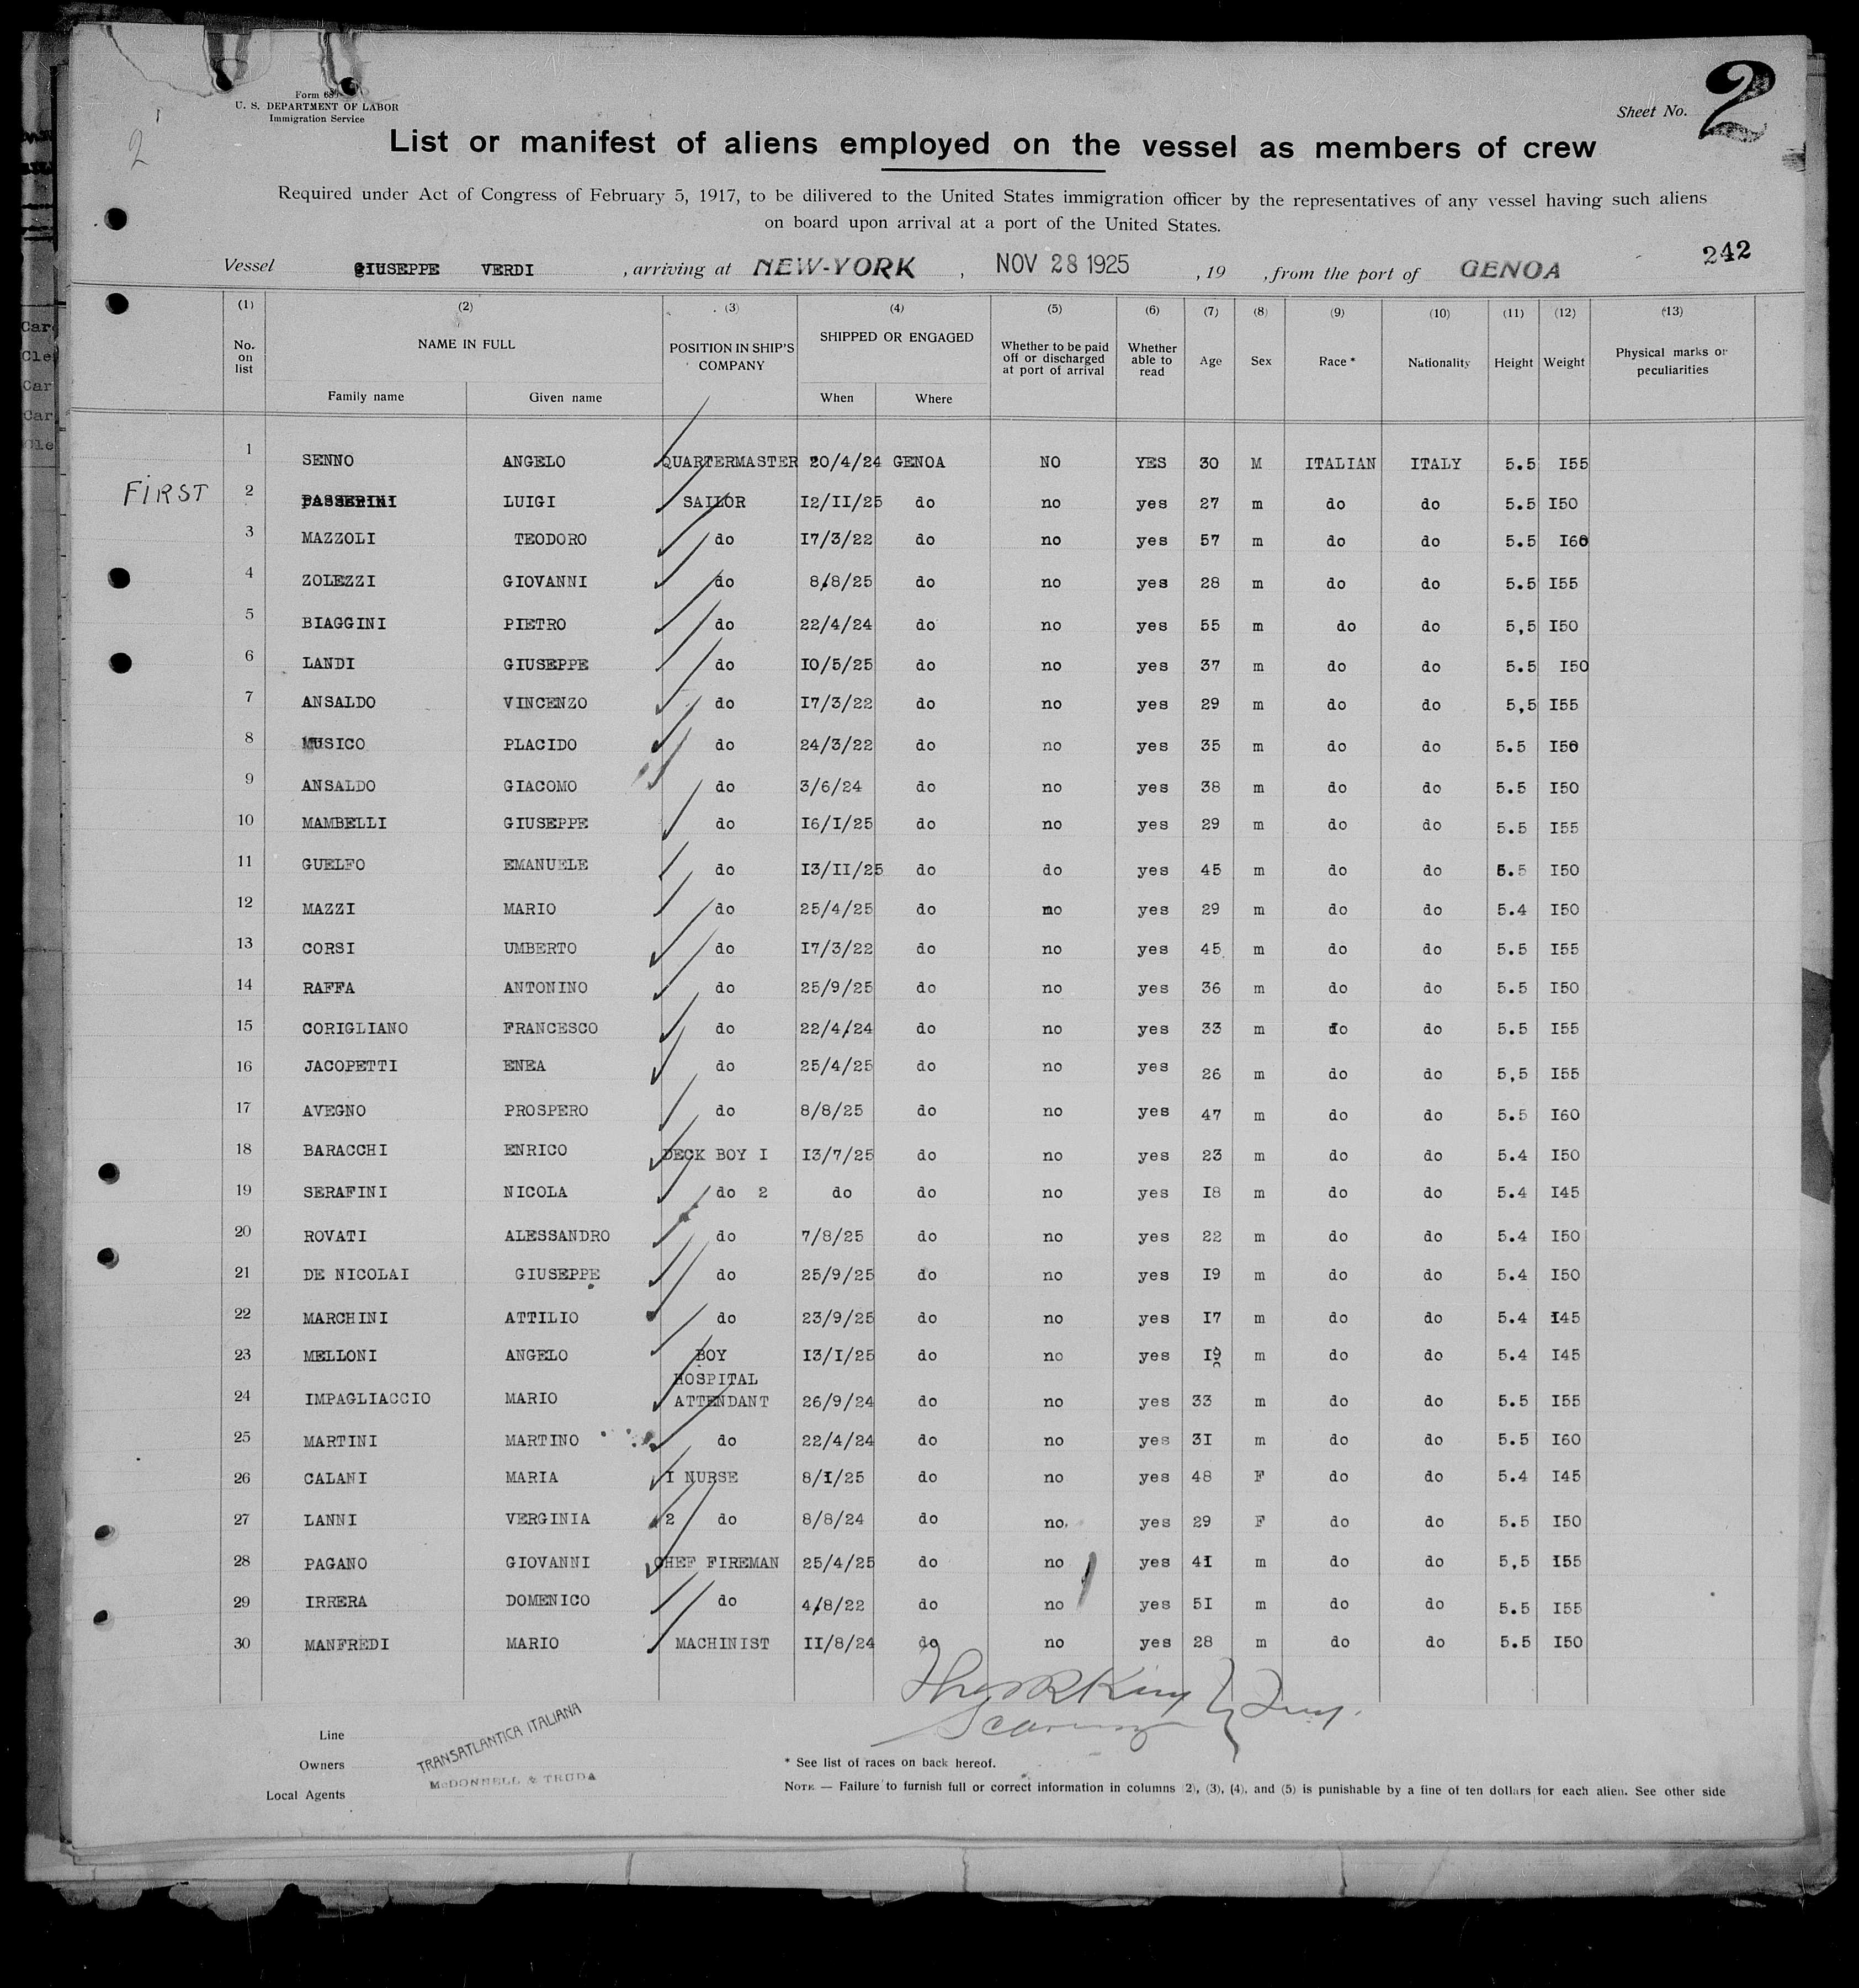 Form 689
U. S. DEPARTMENT OF LABOR
Immigration Service
Sheet No. 2
2
List or manifest of aliens employed on the vessel as members of crew
Required under Act of Congress of February 5, 1917, to be dilivered to the United States immigration officer by the representatives of any vessel having such aliens
on board upon arrival at a port of the United States.
242
Vessel GIUSEPPE VERDI , arriving at NEW-YORK , NOV 28 1925 , 19 , from the port of GENOA
(1) (2) (3) (4) (5) (6) (7) (8) (9) (10) (11) (12) (13)
No. on list NAME IN FULL Family name Given name POSITION IN SHIP'S COMPANY SHIPPED OR ENGAGED When Where Whether to be paid off or discharged at port of arrival Whether able to read Age Sex Race * Nationality Height Weight Physical marks or peculiarities
1 SENNO ANGELO QUARTERMASTER 20/4/24 GENOA NO YES 30 M ITALIAN ITALY 5.5 I55
FIRST 2 PASSERINI LUIGI SAILOR I2/II/25 do no yes 27 m do do 5.5 I50
3 MAZZOLI TEODORO do I7/3/22 do no yes 57 m do do 5.5 I60
4 ZOLEZZI GIOVANNI do 8/8/25 do no yes 28 m do do 5.5 I55
5 BIAGGINI PIETRO do 22/4/24 do no yes 55 m do do 5,5 I50
6 LANDI GIUSEPPE do I0/5/25 do no yes 37 m do do 5.5 I50
7 ANSALDO VINCENZO do I7/3/22 do no yes 29 m do do 5,5 I55
8 MUSICO PLACIDO do 24/3/22 do no yes 35 m do do 5.5 I50
9 ANSALDO GIACOMO do 3/6/24 do no yes 38 m do do 5.5 I50
10 MAMBELLI GIUSEPPE do I6/I/25 do no yes 29 m do do 5.5 I55
11 GUELFO EMANUELE do I3/II/25 do do yes 45 m do do 5.5 I50
12 MAZZI MARIO do 25/4/25 do no yes 29 m do do 5.4 I50
13 CORSI UMBERTO do I7/3/22 do no yes 45 m do do 5.5 I55
14 RAFFA ANTONINO do 25/9/25 do no yes 36 m do do 5.5 I50
15 CORIGLIANO FRANCESCO do 22/4/24 do no yes 33 m do do 5.5 I55
16 JACOPETTI ENEA do 25/4/25 do no yes 26 m do do 5,5 I55
17 AVEGNO PROSPERO do 8/8/25 do no yes 47 m do do 5.5 I60
18 BARACCHI ENRICO DECK BOY I I3/7/25 do no yes 23 m do do 5.4 I50
19 SERAFINI NICOLA do 2 do do no yes I8 m do do 5.4 I45
20 ROVATI ALESSANDRO do 7/8/25 do no yes 22 m do do 5.4 I50
21 DE NICOLAI GIUSEPPE do 25/9/25 do no yes I9 m do do 5.4 I50
22 MARCHINI ATTILIO do 23/9/25 do no yes I7 m do do 5.4 I45
23 MELLONI ANGELO BOY I3/I/25 do no yes I9 m do do 5.4 I45
24 IMPAGLIACCIO MARIO HOSPITAL ATTENDANT 26/9/24 do no yes 33 m do do 5.5 I55
25 MARTINI MARTINO do 22/4/24 do no yes 3I m do do 5.5 I60
26 CALANI MARIA I NURSE 8/I/25 do no yes 48 F do do 5.4 I45
27 LANNI VERGINIA 2 do 8/8/24 do no. yes 29 F do do 5.5 I50
28 PAGANO GIOVANNI CHEF FIREMAN 25/4/25 do no yes 4I m do do 5,5 I55
29 IRRERA DOMENICO do 4/8/22 do no yes 5I m do do 5.5 I55
30 MANFREDI MARIO MACHINIST II/8/24 do no yes 28 m do do 5.5 I50
Line
Owners TRANSATLANTICA ITALIANA
Local Agents McDONNELL & TRUDA
* See list of races on back hereof.
NOTE — Failure to furnish full or correct information in columns (2), (3), (4), and (5) is punishable by a fine of ten dollars for each alien. See other side